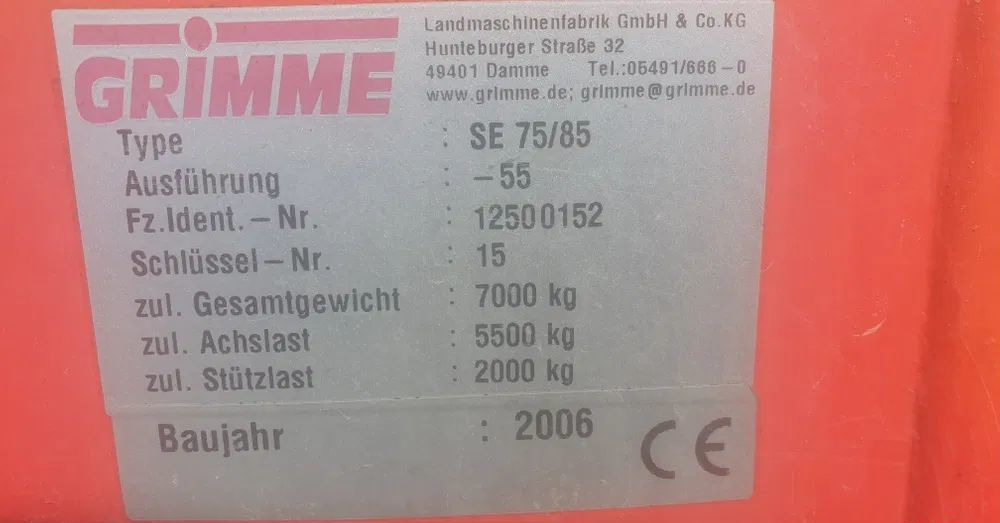 GRIMME
Landmaschinenfabrik GmbH & Co.KG
Hunteburger Straße 32
49401 Damme Tel.:05491/666-0
www.grimme.de; grimme@grimme.de
Type : SE 75/85
Ausführung : -55
Fz.Ident.-Nr. : 12500152
Schlüssel-Nr. : 15
zul. Gesamtgewicht : 7000 kg
zul. Achslast : 5500 kg
zul. Stützlast : 2000 kg
Baujahr : 2006
CE